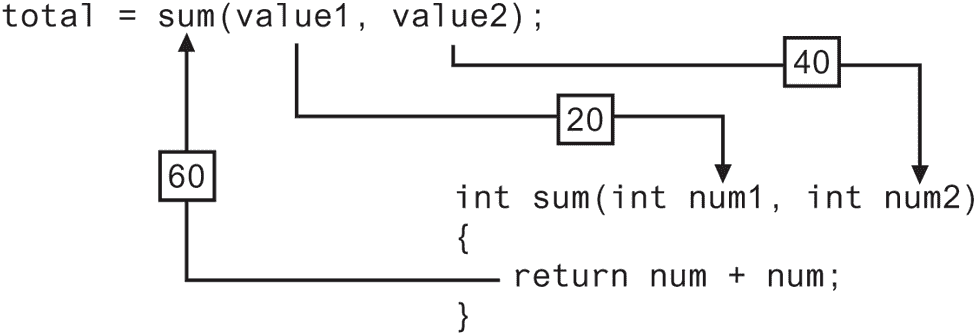 total = sum(value1, value2);
40
20
60
int sum(int num1, int num2)
{
return num + num;
}